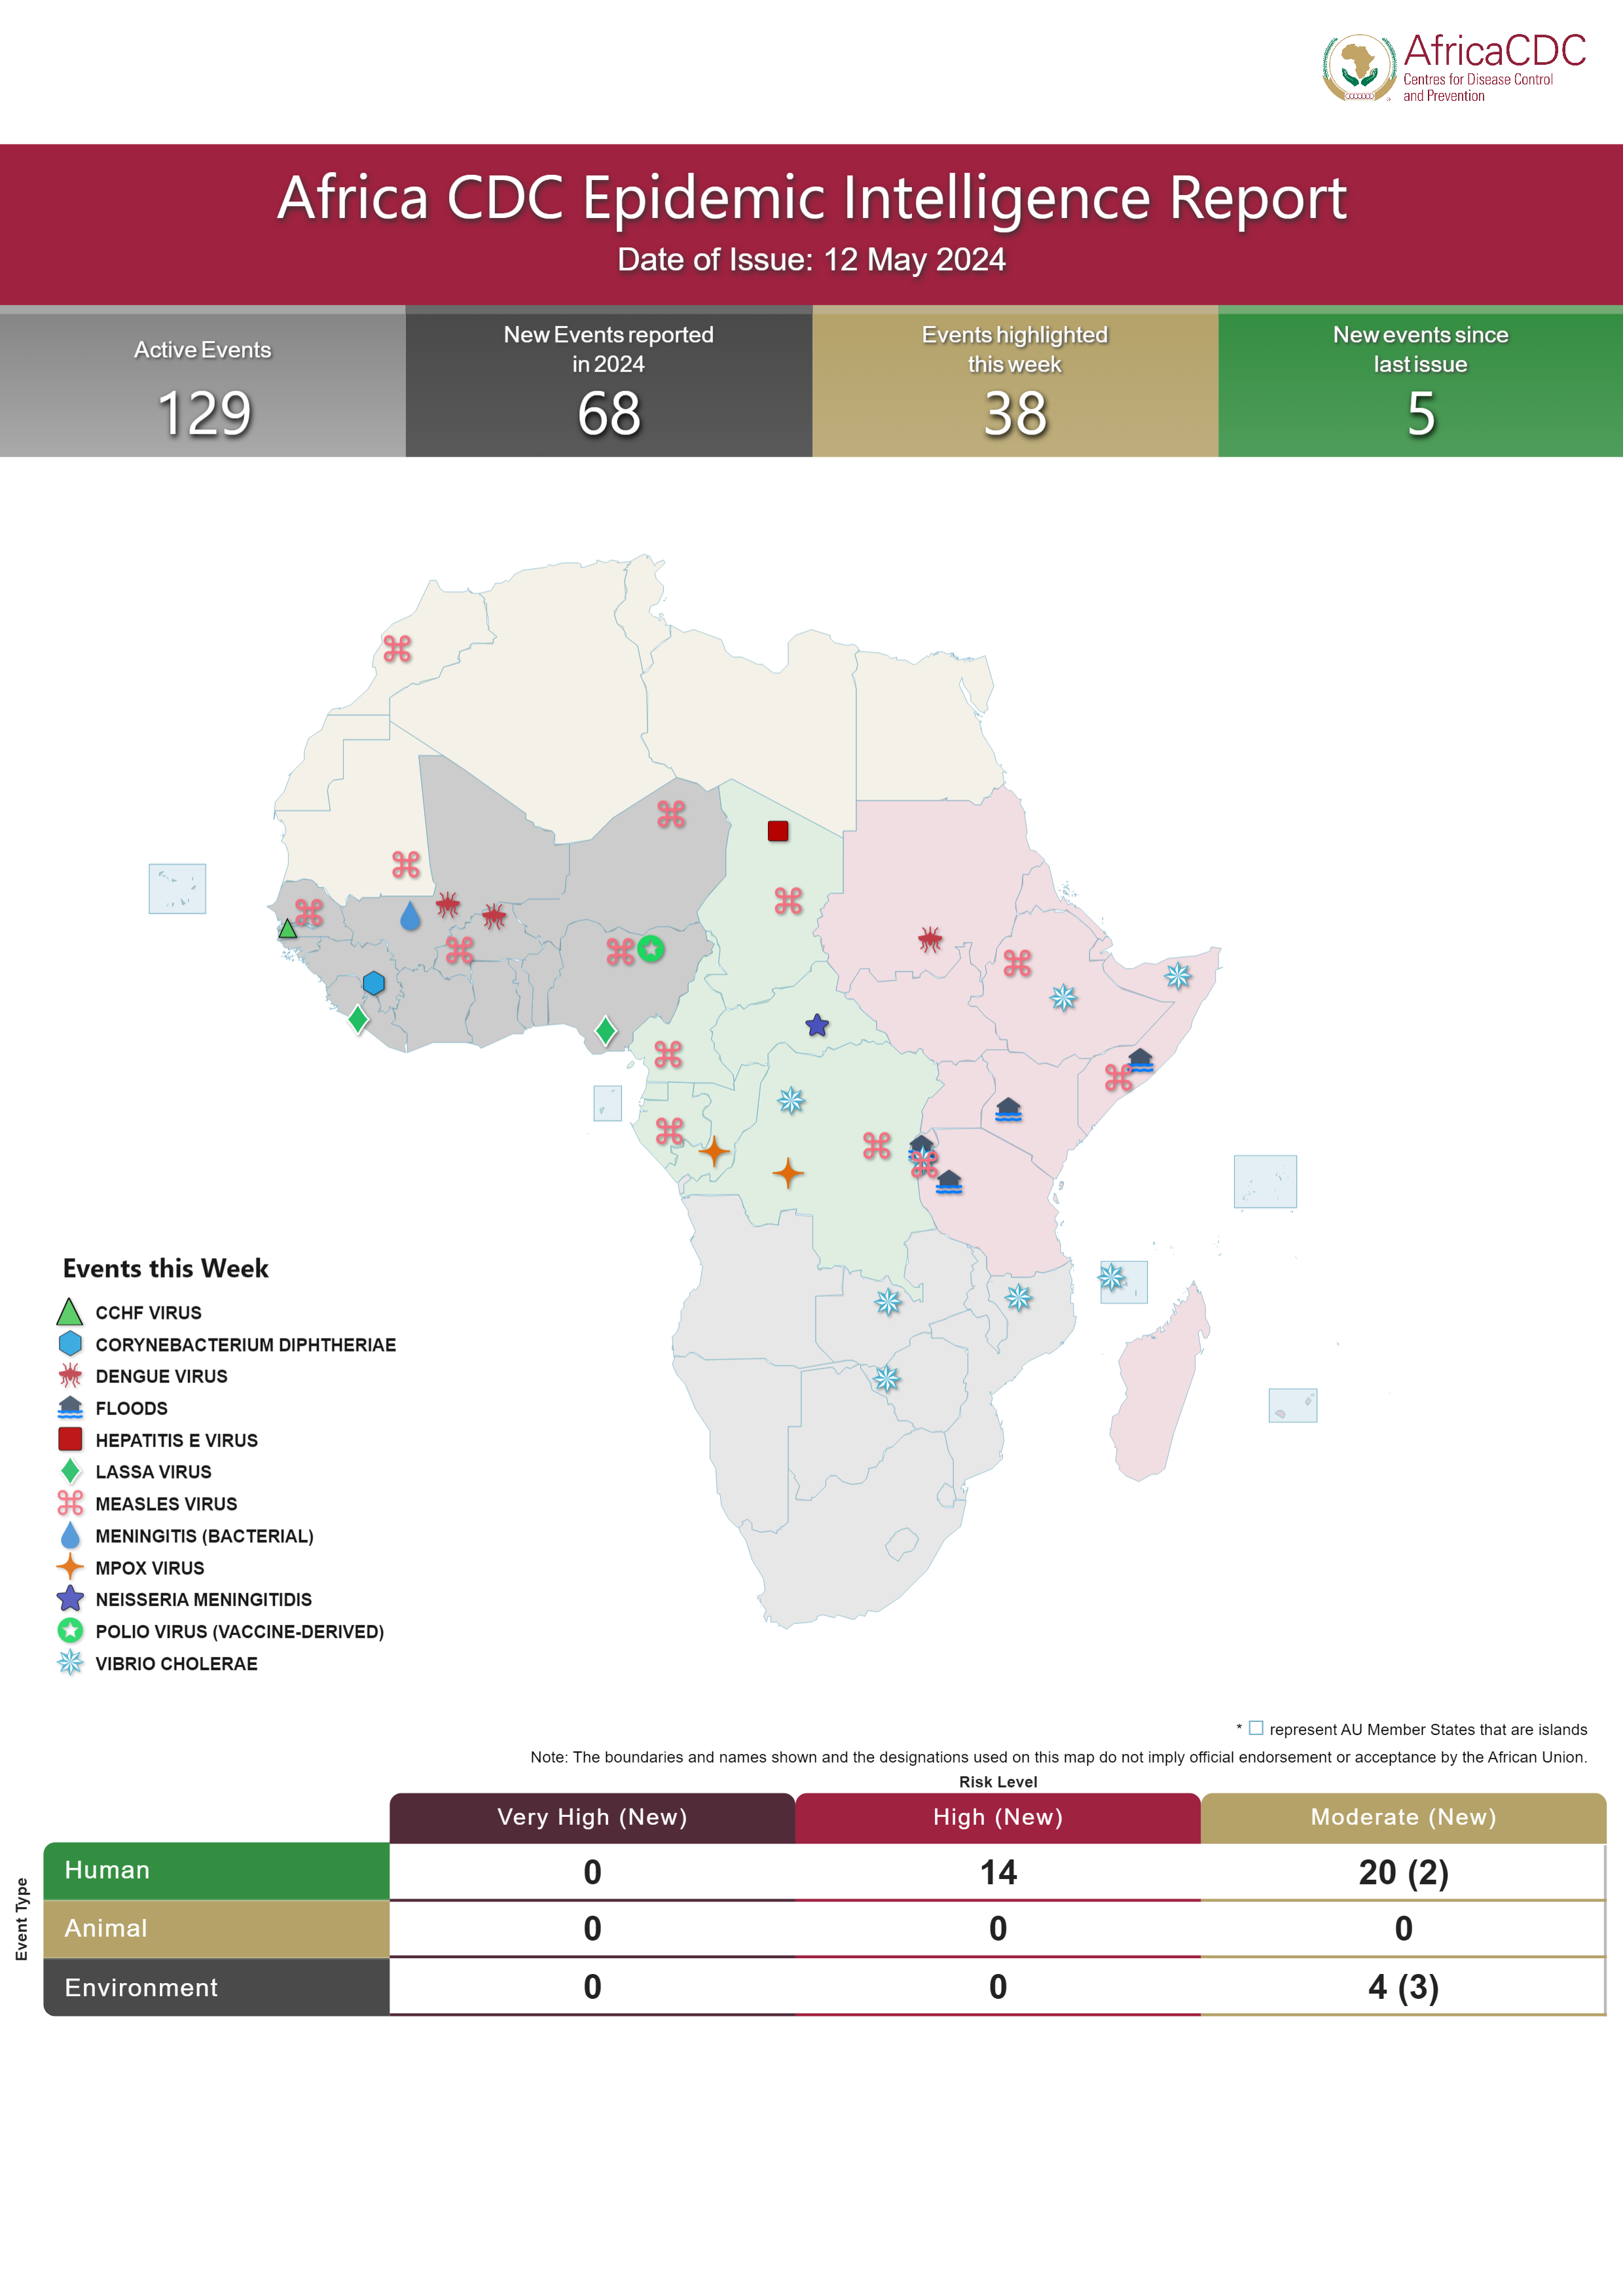 AfricaCDC
Centres for Disease Control
and Prevention
Africa CDC Epidemic Intelligence Report
Date of Issue: 12 May 2024
Active Events
129
New Events reported
in 2024
68
Events highlighted
this week
38
New events since
last issue
5
Events this Week
CCHF VIRUS
CORYNEBACTERIUM DIPHTHERIAE
DENGUE VIRUS
FLOODS
HEPATITIS E VIRUS
LASSA VIRUS
MEASLES VIRUS
MENINGITIS (BACTERIAL)
MPOX VIRUS
NEISSERIA MENINGITIDIS
POLIO VIRUS (VACCINE-DERIVED)
VIBRIO CHOLERAE
* represent AU Member States that are islands
Note: The boundaries and names shown and the designations used on this map do not imply official endorsement or acceptance by the African Union.
Risk Level
Very High (New) High (New) Moderate (New)
Event Type
Human 0 14 20 (2)
Animal 0 0 0
Environment 0 0 4 (3)